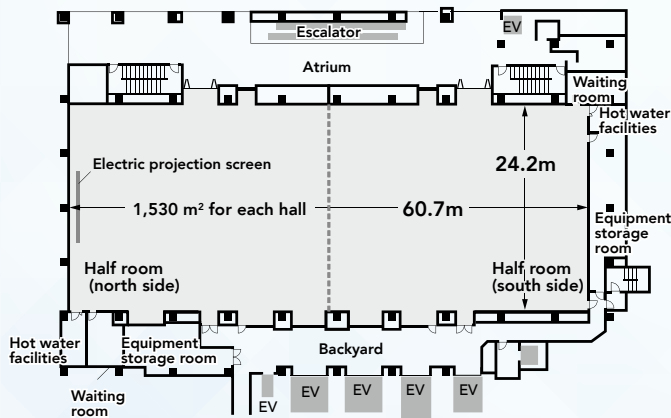 EV
Escalator
Atrium
Waiting
room
Hot water
facilities
Electric projection screen
24.2m
1,530 m² for each hall
60.7m
Equipment
storage
room
Half room
(north side)
Half room
(south side)
Hot water
facilities
Equipment
storage room
Backyard
Waiting
room
EV
EV
EV
EV
EV